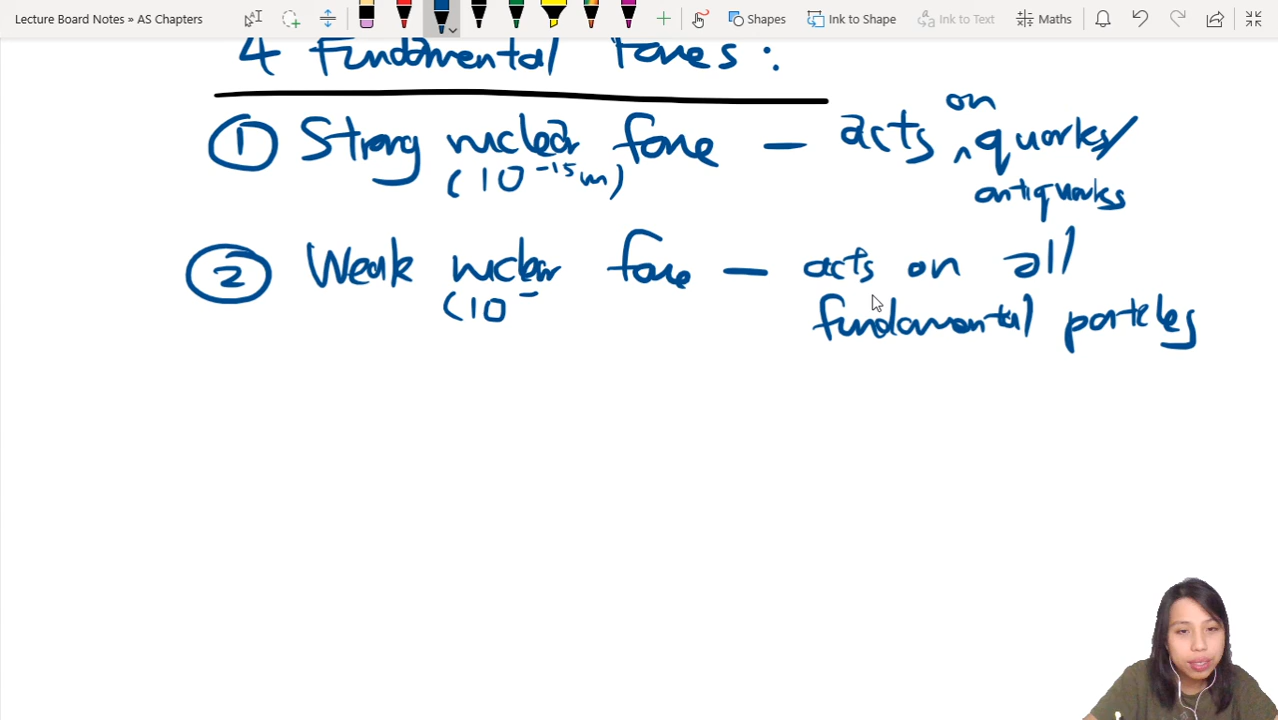 Lecture Board Notes » AS Chapters
Shapes
Ink to Shape
Ink to Text
Maths
4 Fundamental Forces :
① Strong nuclear force — acts on quarks/
(10⁻¹⁵m)
antiquarks
② Weak nuclear force — acts on all
(10⁻
fundamental particles